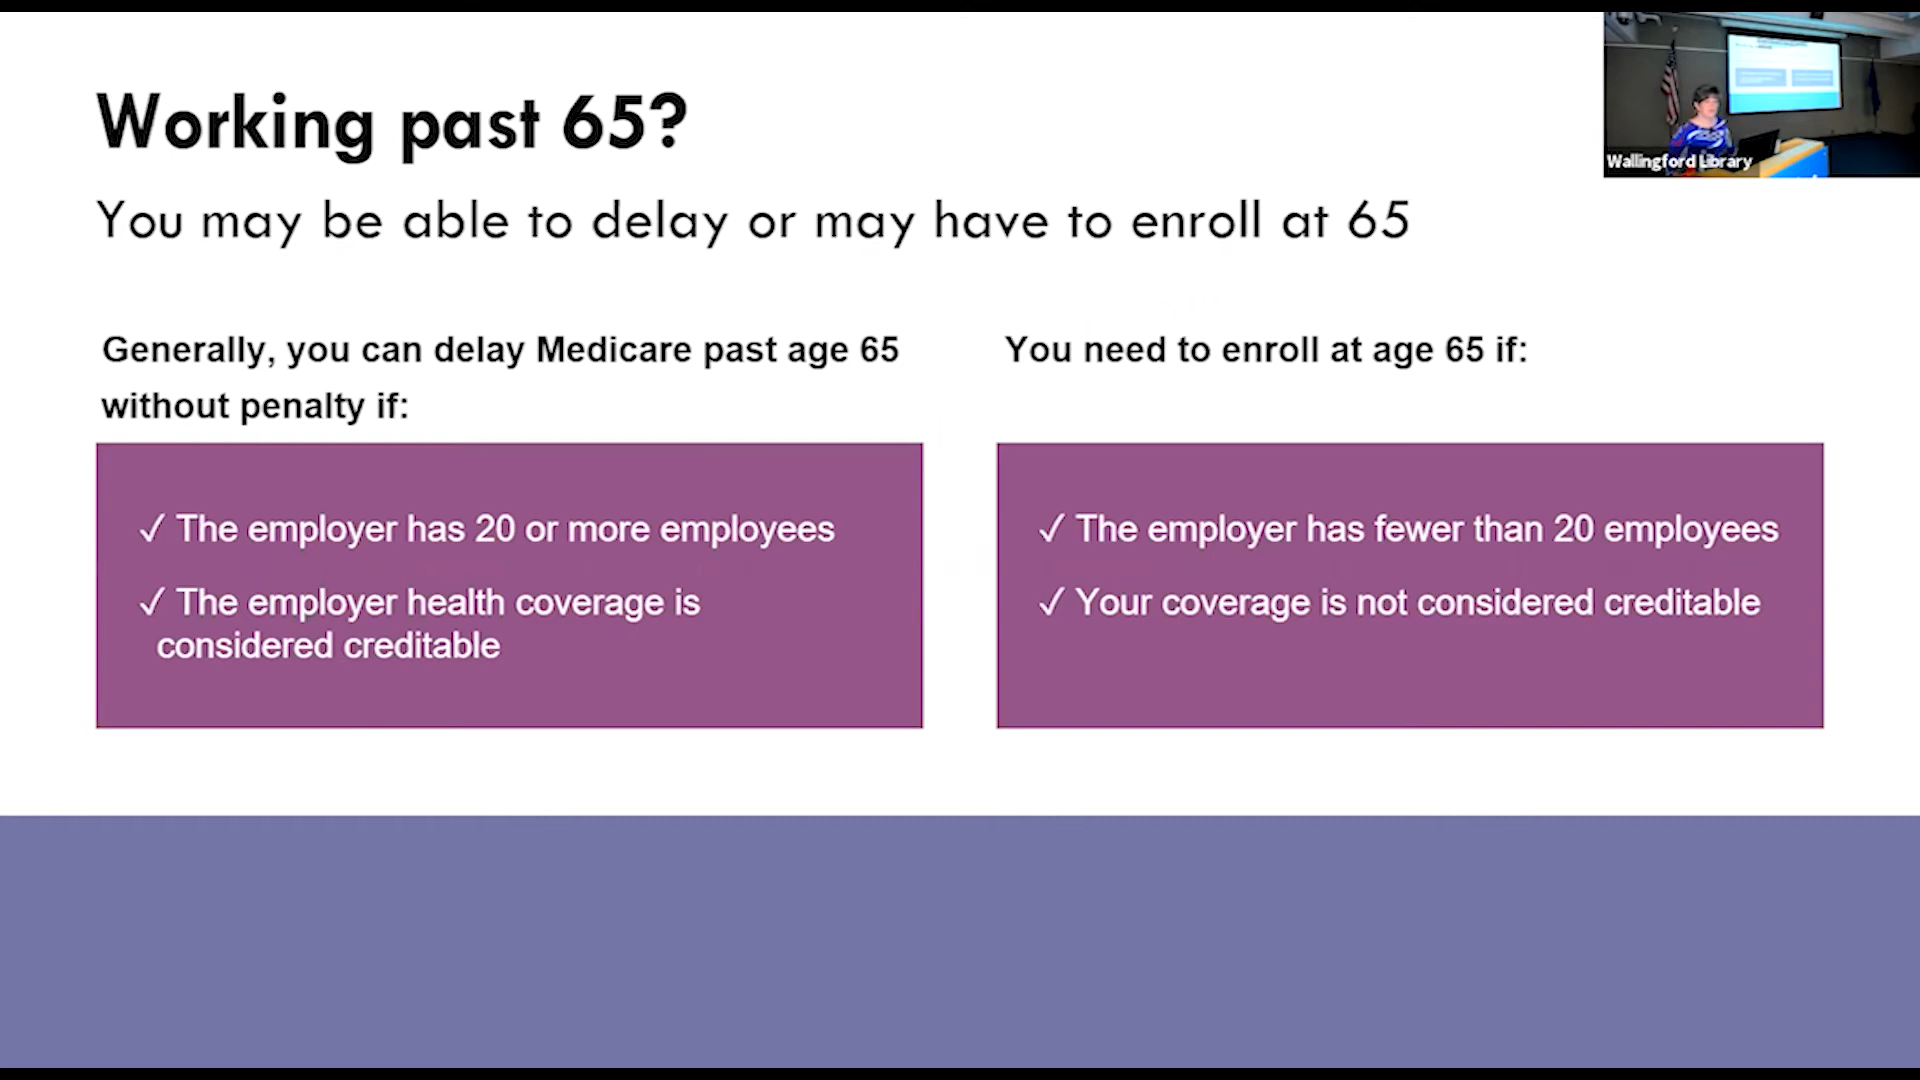 Working past 65?
You may be able to delay or may have to enroll at 65
Generally, you can delay Medicare past age 65
without penalty if:
✓ The employer has 20 or more employees
✓ The employer health coverage is
considered creditable
You need to enroll at age 65 if:
✓ The employer has fewer than 20 employees
✓ Your coverage is not considered creditable
Wallingford Library